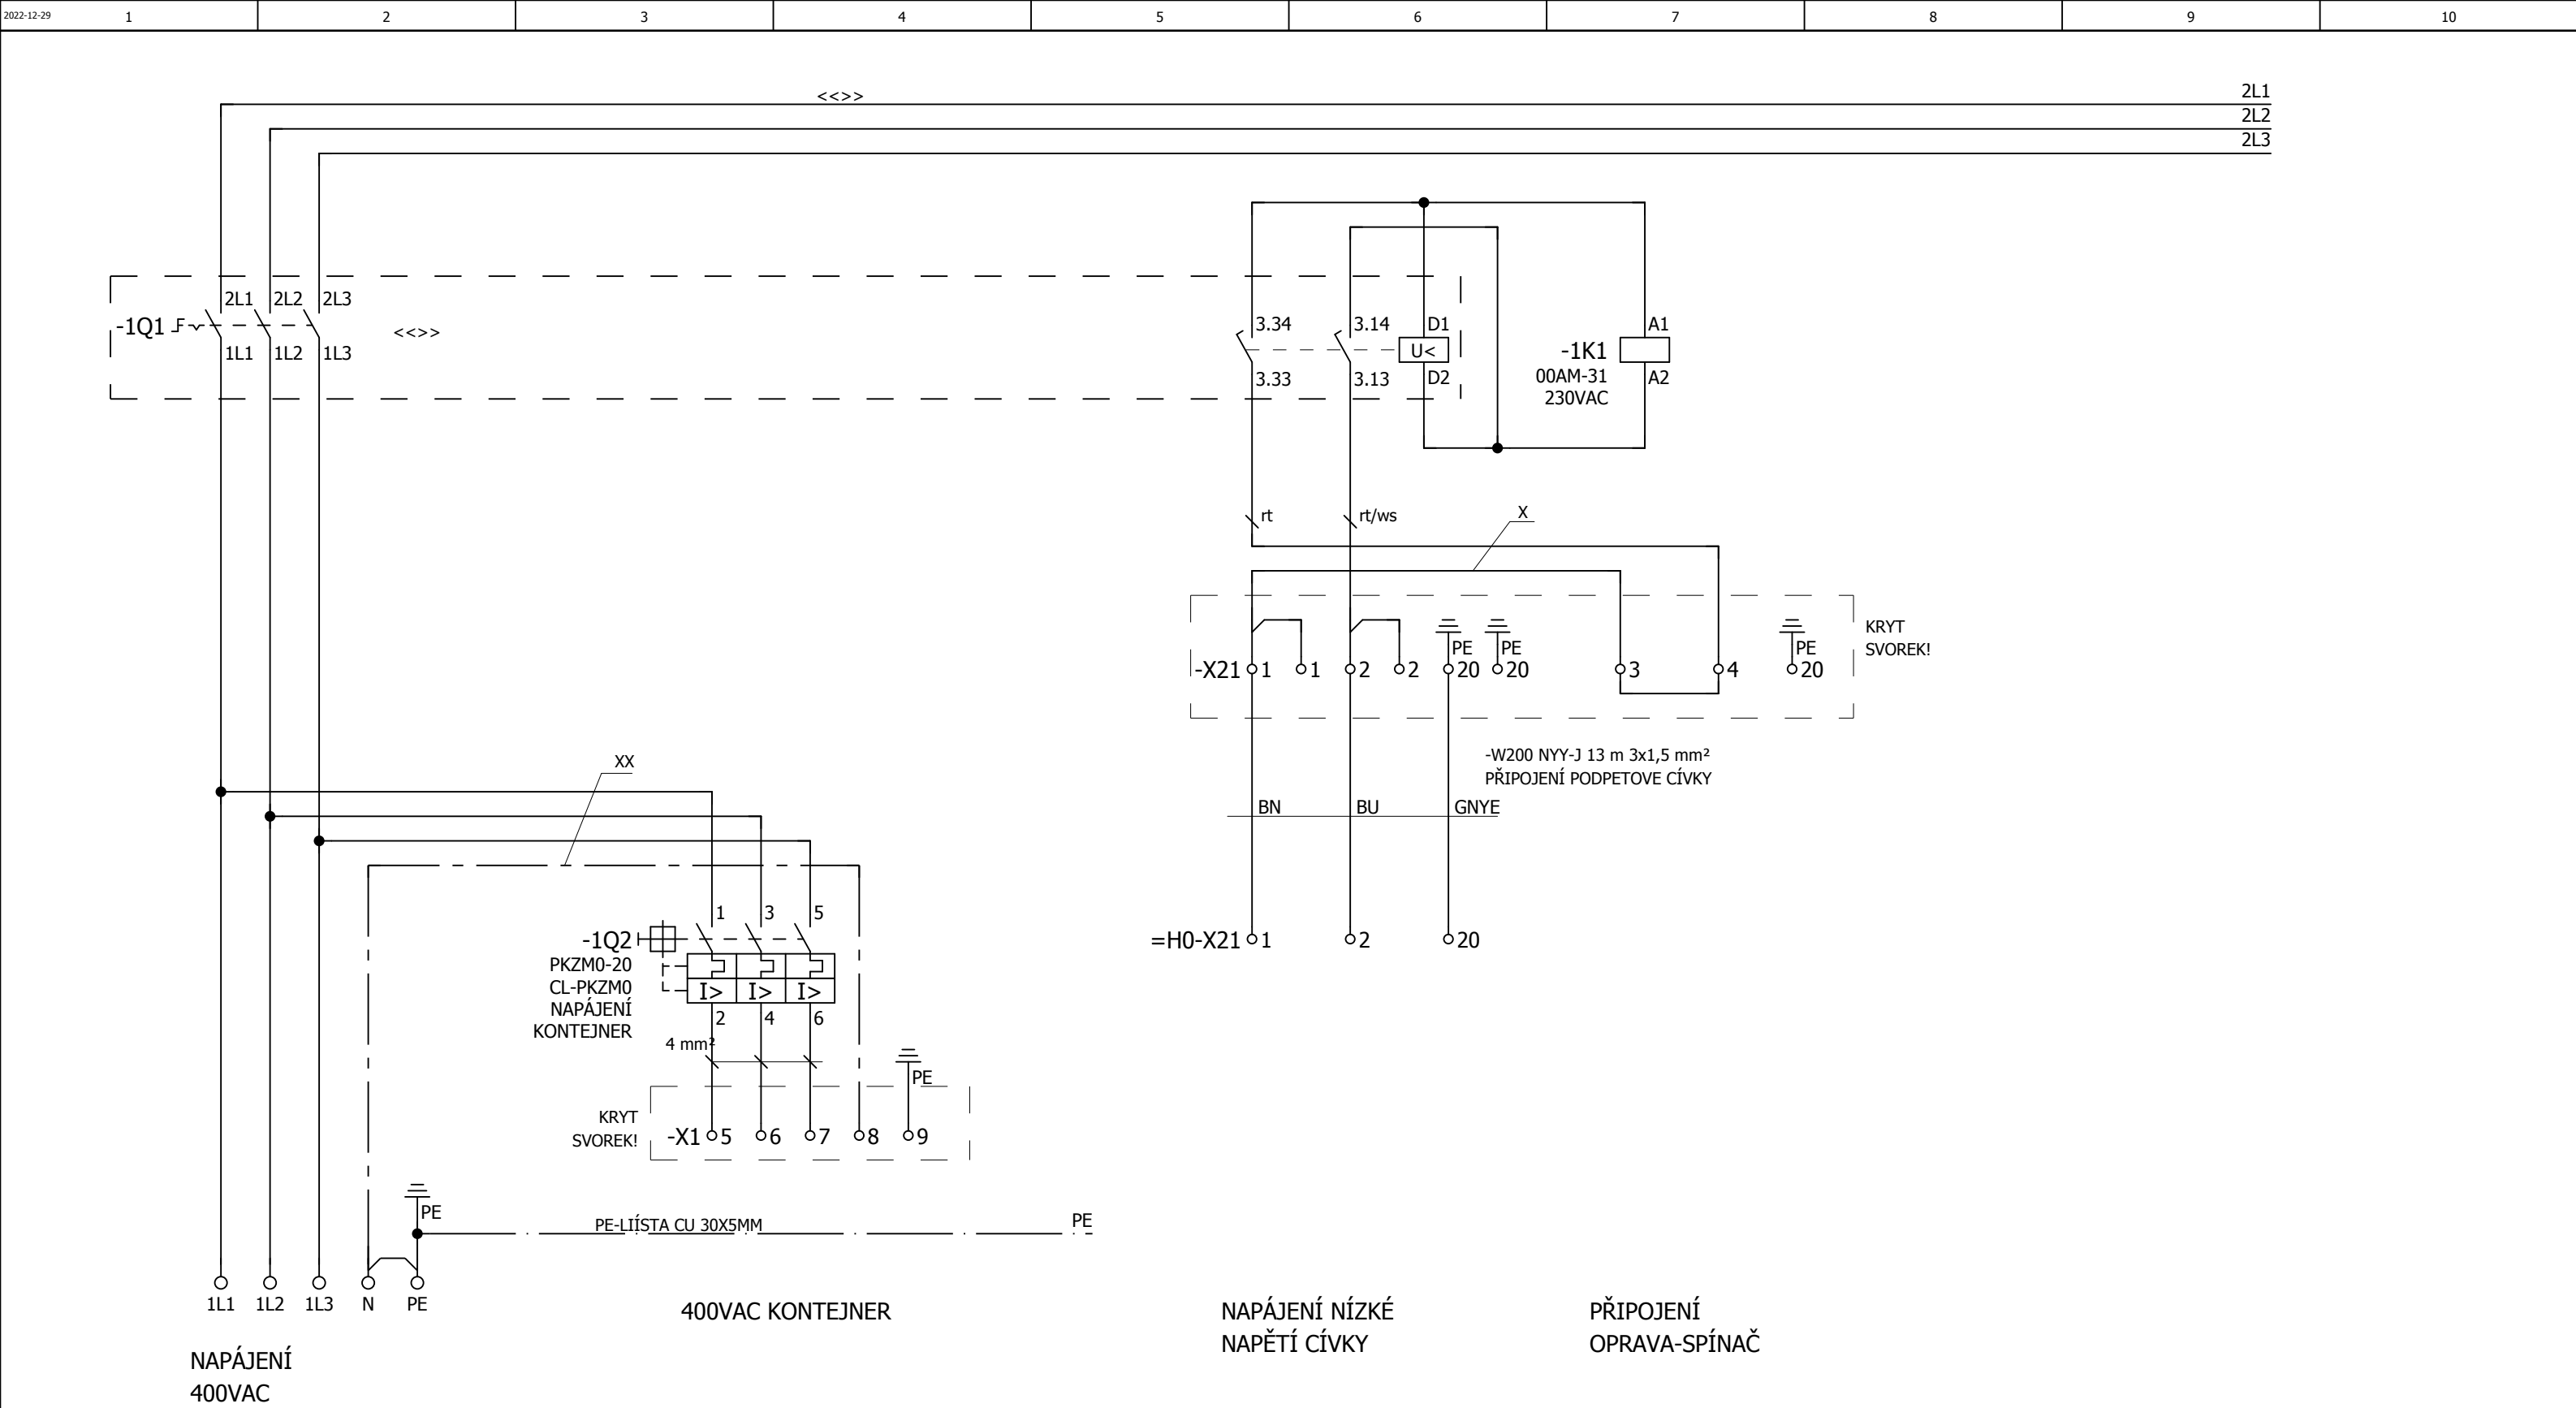 2022-12-29 1 2 3 4 5 6 7 8 9 10
<<>>
2L1
2L2
2L3
2L1 2L2 2L3
-1Q1
<<>>
1L1 1L2 1L3
3.34 3.14 D1 A1
U<
-1K1
3.33 3.13 D2 A2
00AM-31
230VAC
rt rt/ws X
KRYT
SVOREK!
PE PE PE
-X21 1 1 2 2 20 20 3 4 20
-W200 NYY-J 13 m 3x1,5 mm²
PŘIPOJENÍ PODPETOVE CÍVKY
XX
BN BU GNYE
1 3 5
-1Q2
=H0-X21 1 2 20
PKZM0-20
CL-PKZM0
I> I> I>
NAPÁJENÍ
KONTEJNER
2 4 6
4 mm²
PE
KRYT
SVOREK!
-X1 5 6 7 8 9
PE
PE-LIÍSTA CU 30X5MM PE
1L1 1L2 1L3 N PE
400VAC KONTEJNER
NAPÁJENÍ NÍZKÉ
NAPĚTÍ CÍVKY
PŘIPOJENÍ
OPRAVA-SPÍNAČ
NAPÁJENÍ
400VAC